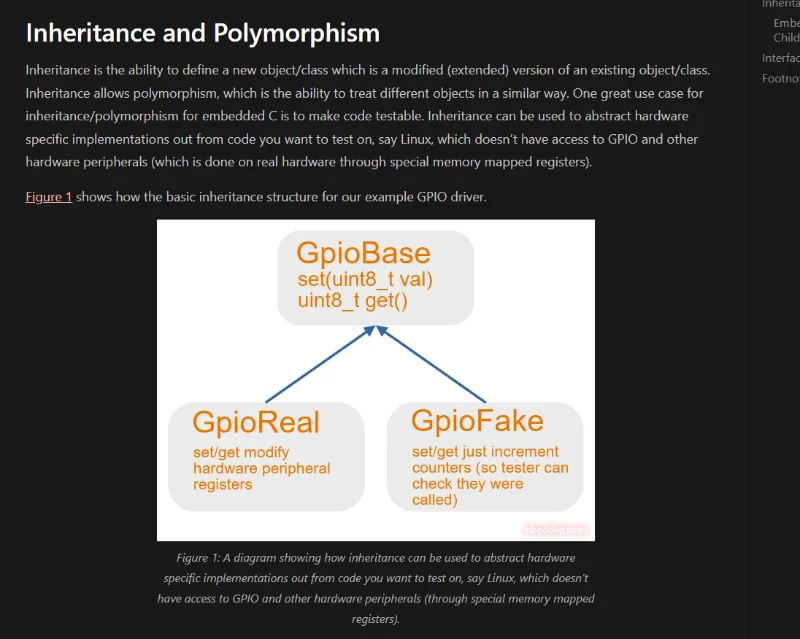 Inheritance and Polymorphism
Inheritance is the ability to define a new object/class which is a modified (extended) version of an existing object/class.
Inheritance allows polymorphism, which is the ability to treat different objects in a similar way. One great use case for
inheritance/polymorphism for embedded C is to make code testable. Inheritance can be used to abstract hardware
specific implementations out from code you want to test on, say Linux, which doesn't have access to GPIO and other
hardware peripherals (which is done on real hardware through special memory mapped registers).
Figure 1 shows how the basic inheritance structure for our example GPIO driver.
GpioBase
set(uint8_t val)
uint8_t get()
GpioReal
set/get modify
hardware peripheral
registers
GpioFake
set/get just increment
counters (so tester can
check they were
called)
embedded.ninja
Figure 1: A diagram showing how inheritance can be used to abstract hardware
specific implementations out from code you want to test on, say Linux, which doesn't
have access to GPIO and other hardware peripherals (through special memory mapped
registers).
Embe
Child